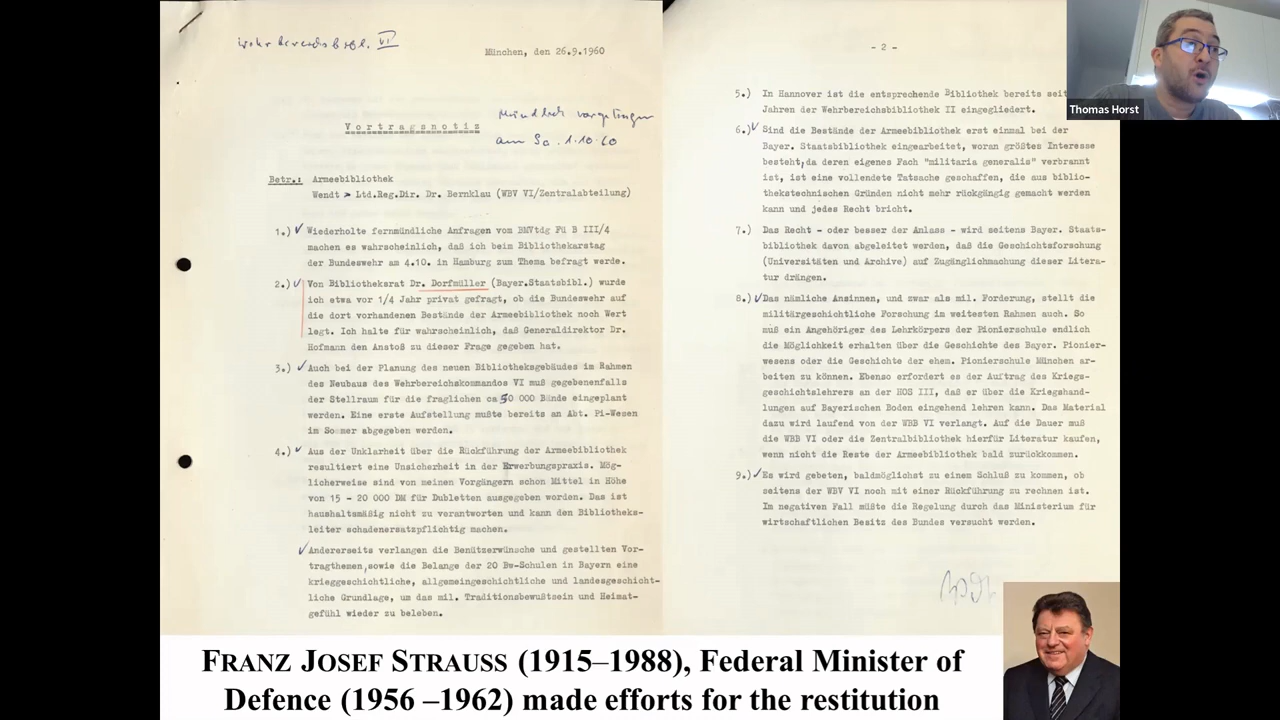 München, den 26.9.1960
Vortragsnotiz
Mündlich vorgetragen
am Sa. 1.10.60
Betr.: Armeebibliothek
Wendt > Ltd.Reg.Dir. Dr. Bernklau (WBV VI/Zentralabteilung)
1.) Wiederholte fernmündliche Anfragen vom BMVtdg Fü B III/4
machen es wahrscheinlich, daß ich beim Bibliothekarstag
der Bundeswehr am 4.10. in Hamburg zum Thema befragt werde.
2.) Von Bibliotheksrat Dr. Dorfmüller (Bayer.Staatsbibl.) wurde
ich etwa vor 1/4 Jahr privat gefragt, ob die Bundeswehr auf
die dort vorhandenen Bestände der Armeebibliothek noch Wert
legt. Ich halte für wahrscheinlich, daß Generaldirektor Dr.
Hofmann den Anstoß zu dieser Frage gegeben hat.
3.) Auch bei der Planung des neuen Bibliotheksgebäudes im Rahmen
des Neubaus des Wehrbereichskommandos VI muß gegebenenfalls
der Stellraum für die fraglichen ca 50 000 Bände eingeplant
werden. Eine erste Aufstellung mußte bereits an Abt. Pi-Wesen
im So mer abgegeben werden.
4.) Aus der Unklarheit über die Rückführung der Armeebibliothek
resultiert eine Unsicherheit in der Erwerbungspraxis. Mög-
licherweise sind von meinen Vorgängern schon Mittel in Höhe
von 15 - 20 000 DM für Dubletten ausgegeben worden. Das ist
haushaltsmäßig nicht zu verantworten und kann den Bibliotheks-
leiter schadenersatzpflichtig machen.
Andererseits verlangen die Benützerwünsche und gestellten Vor-
tragthemen,sowie die Belange der 20 Bw-Schulen in Bayern eine
krieggeschichtliche, allgemeingeschichtliche und landesgeschicht-
liche Grundlage, um das mil. Traditionsbewußtsein und Heimat-
gefühl wieder zu beleben.
- 2 -
5.) In Hannover ist die entsprechende Bibliothek bereits seit
Jahren der Wehrbereichsbibliothek II eingegliedert.
6.) Sind die Bestände der Armeebibliothek erst einmal bei der
Bayer. Staatsbibliothek eingearbeitet, woran größtes Interesse
besteht,da deren eigenes Fach "militaria generalis" verbrannt
ist, ist eine vollendete Tatsache geschaffen, die aus biblio-
thekstechnischen Gründen nicht mehr rückgängig gemacht werden
kann und jedes Recht bricht.
7.) Das Recht - oder besser der Anlass - wird seitens Bayer. Staats-
bibliothek davon abgeleitet werden, daß die Geschichtsforschung
(Universitäten und Archive) auf Zugänglichmachung dieser Litera-
tur drängen.
8.) Das nämliche Ansinnen, und zwar als mil. Forderung, stellt die
militärgeschichtliche Forschung im weitesten Rahmen auch. So
muß ein Angehöriger des Lehrkörpers der Pionierschule endlich
die Möglichkeit erhalten über die Geschichte des Bayer. Pionier-
wesens oder die Geschichte der ehem. Pionierschule München ar-
beiten zu können. Ebenso erfordert es der Auftrag des Kriegs-
geschichtslehrers an der HOS III, daß er über die Kriegshand-
lungen auf Bayerischen Boden eingehend lehren kann. Das Material
dazu wird laufend von der WBB VI verlangt. Auf die Dauer muß
die WBB VI oder die Zentralbibliothek hierfür Literatur kaufen,
wenn nicht die Reste der Armeebibliothek bald zurückkommen.
9.) Es wird gebeten, baldmöglichst zu einem Schluß zu kommen, ob
seitens der WBV VI noch mit einer Rückführung zu rechnen ist.
Im negativen Fall müßte die Regelung durch das Ministerium für
wirtschaftlichen Besitz des Bundes versucht werden.
Thomas Horst
FRANZ JOSEF STRAUSS (1915–1988), Federal Minister of
Defence (1956 –1962) made efforts for the restitution